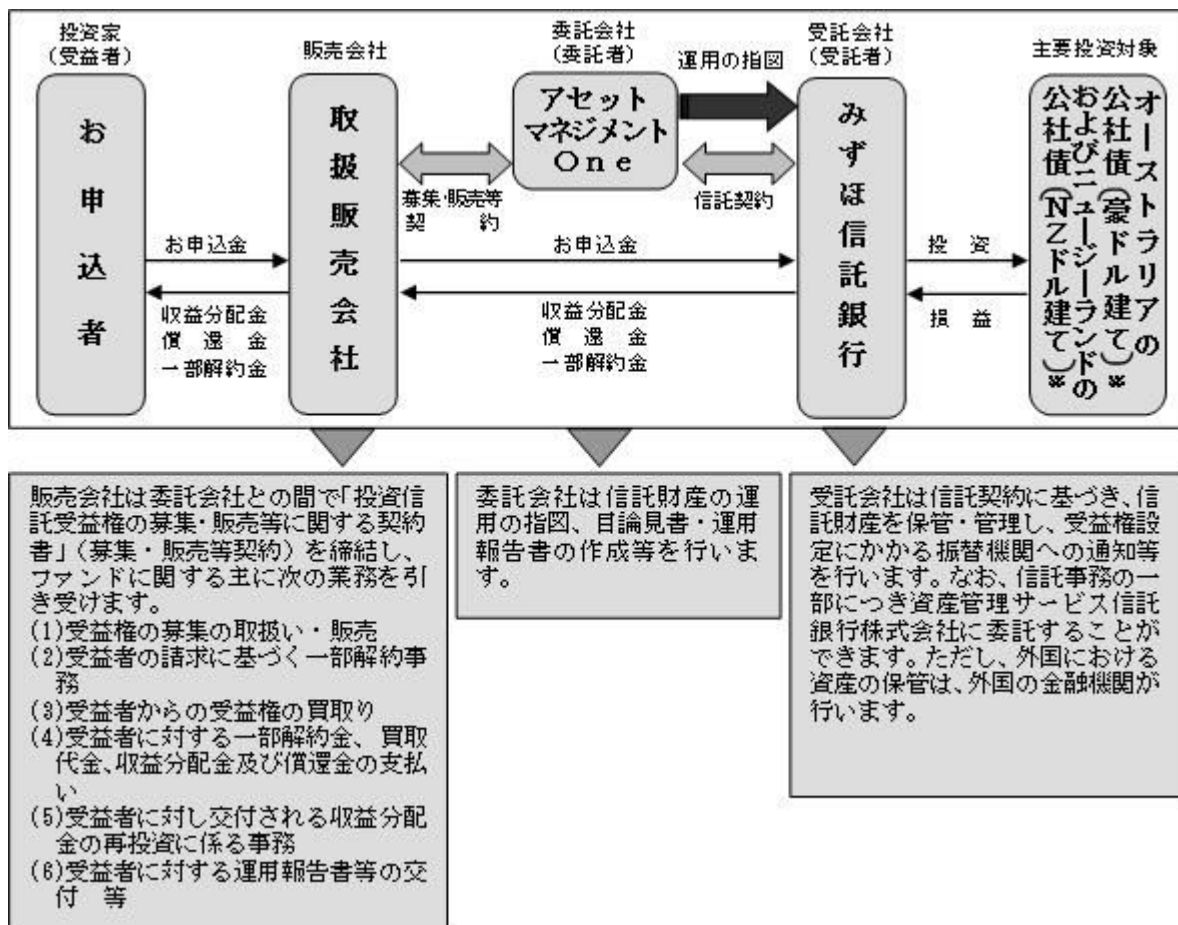 投資家
(受益者)
お申込者
販売会社
取扱販売会社
委託会社
(委託者)
アセット
マネジメント
One
運用の指図
受託会社
(受託者)
みずほ信託銀行
主要投資対象
オーストラリアの
公社債(豪ドル建て)※
およびニュージーランドの
公社債(NZドル建て)※
募集・販売等
契約
信託契約
お申込金
収益分配金
償還金
一部解約金
お申込金
収益分配金
償還金
一部解約金
投資
損益
販売会社は委託会社との間で「投資信
託受益権の募集・販売等に関する契約
書」(募集・販売等契約)を締結し、
ファンドに関する主に次の業務を引
き受けます。
(1)受益権の募集の取扱い・販売
(2)受益者の請求に基づく一部解約事
務
(3)受益者からの受益権の買取り
(4)受益者に対する一部解約金、買取
代金、収益分配金及び償還金の支払
い
(5)受益者に対し交付される収益分配
金の再投資に係る事務
(6)受益者に対する運用報告書等の交
付 等
委託会社は信託財産の運
用の指図、目論見書・運用
報告書の作成等を行いま
す。
受託会社は信託契約に基づき、信
託財産を保管・管理し、受益権設
定にかかる振替機関への通知等
を行います。なお、信託事務の一
部につき資産管理サービス信託
銀行株式会社に委託することが
できます。ただし、外国における
資産の保管は、外国の金融機関が
行います。